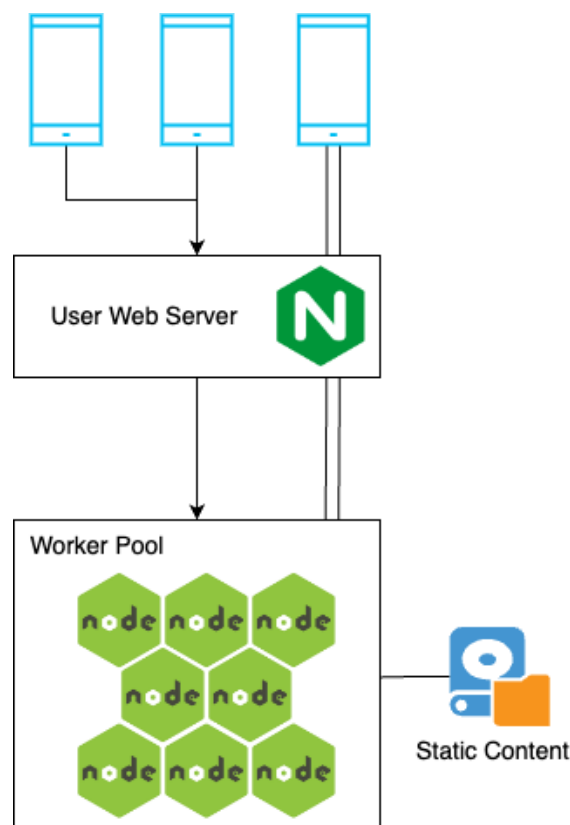 User Web Server
N
Worker Pool
node node node
node node
node node node
Static Content